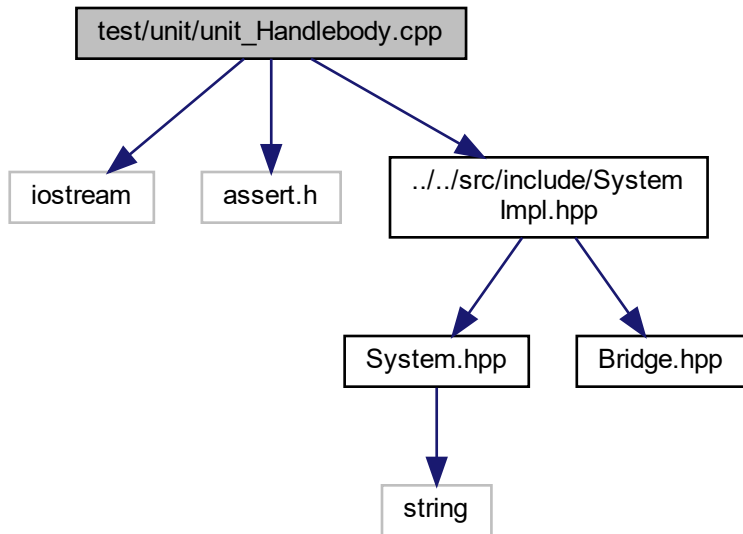 test/unit/unit_Handlebody.cpp
iostream
assert.h
../../src/include/System
Impl.hpp
System.hpp
Bridge.hpp
string